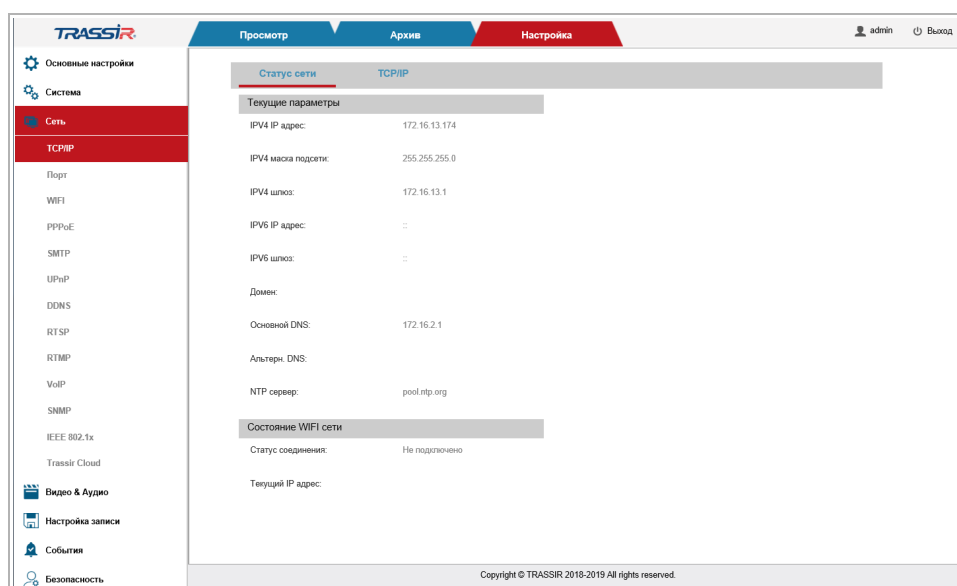 TRASSIR
Просмотр Архив Настройка admin Выход
Основные настройки
Система
Сеть
TCP/IP
Порт
WIFI
PPPoE
SMTP
UPnP
DDNS
RTSP
RTMP
VoIP
SNMP
IEEE 802.1x
Trassir Cloud
Видео & Аудио
Настройка записи
События
Безопасность
Статус сети TCP/IP
Текущие параметры
IPV4 IP адрес: 172.16.13.174
IPV4 маска подсети: 255.255.255.0
IPV4 шлюз: 172.16.13.1
IPV6 IP адрес: ::
IPV6 шлюз: ::
Домен:
Основной DNS: 172.16.2.1
Альтерн. DNS:
NTP сервер: pool.ntp.org
Состояние WIFI сети
Статус соединения: Не подключено
Текущий IP адрес:
Copyright © TRASSIR 2018-2019 All rights reserved.